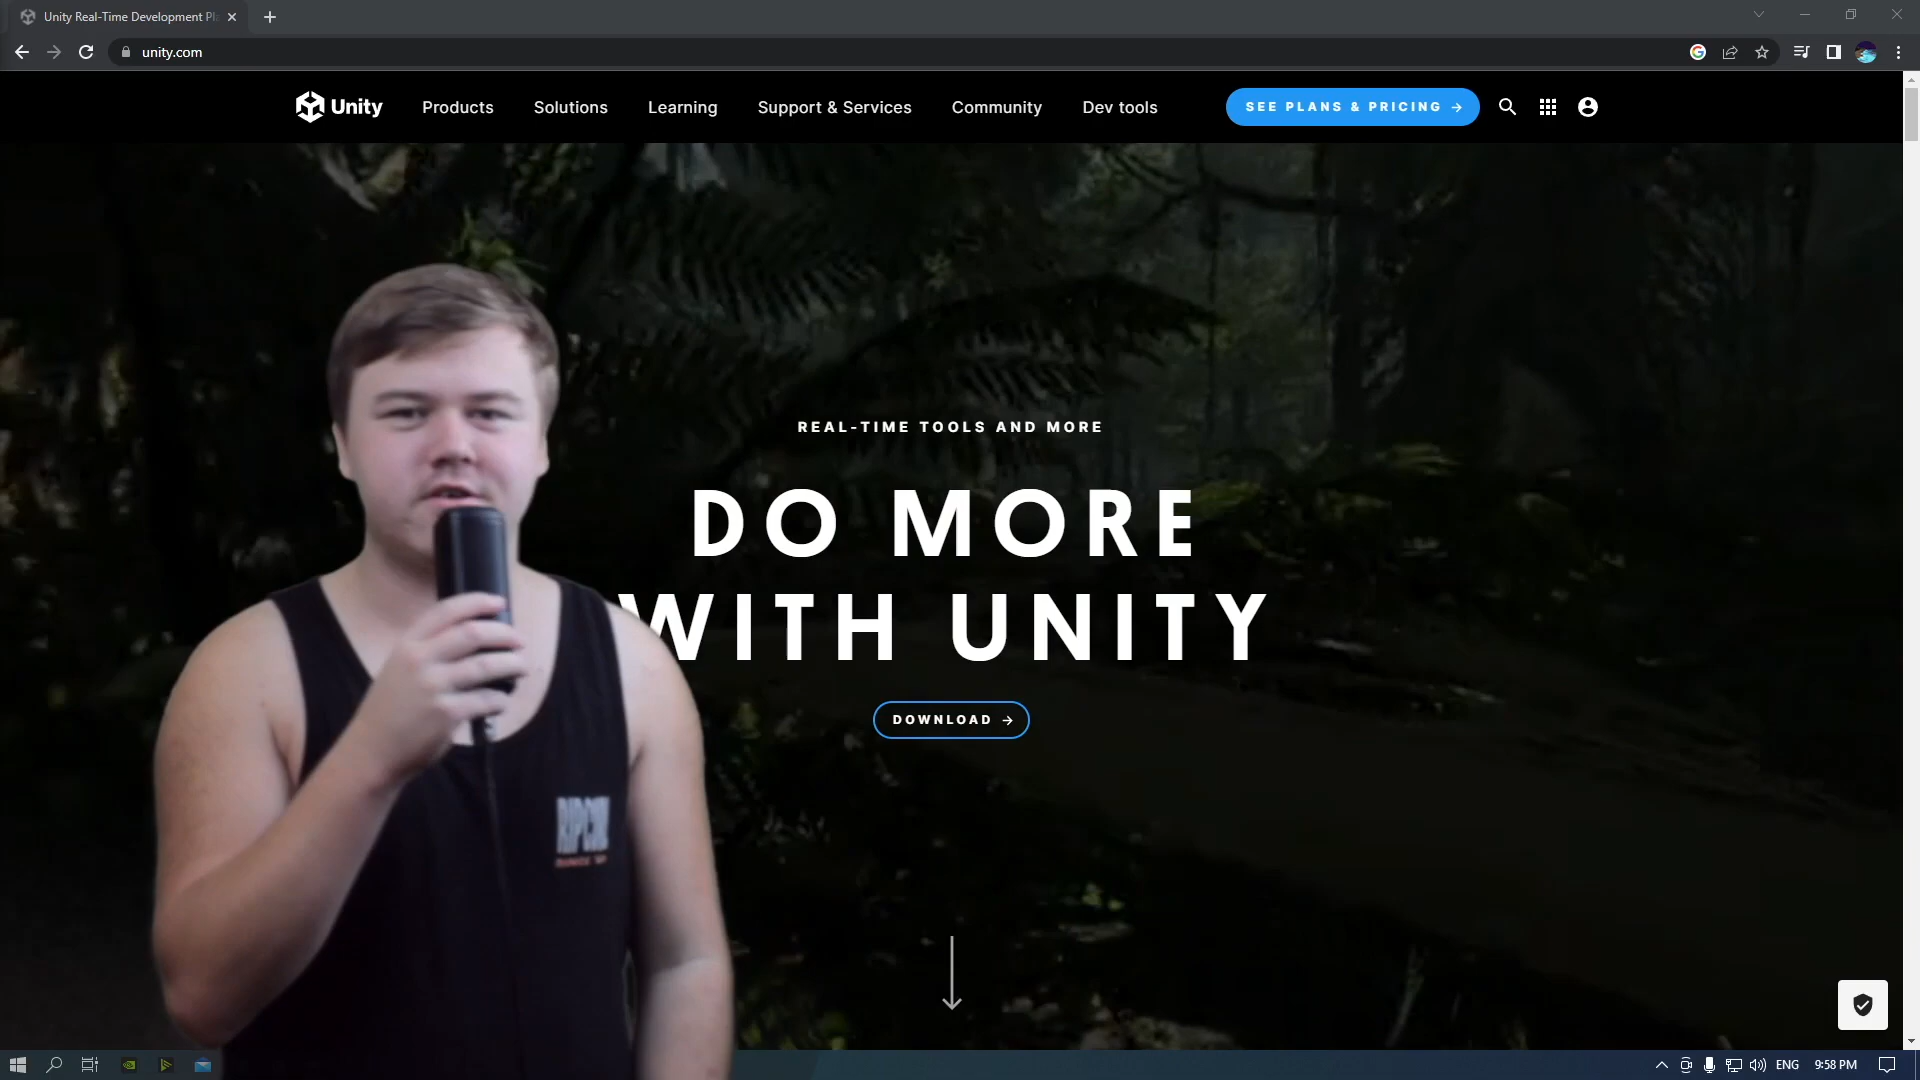 Unity Real-Time Development Pl
unity.com
Unity
Products
Solutions
Learning
Support & Services
Community
Dev tools
SEE PLANS & PRICING →
REAL-TIME TOOLS AND MORE
DO MORE
WITH UNITY
DOWNLOAD →
RIPCURL
ENG
9:58 PM